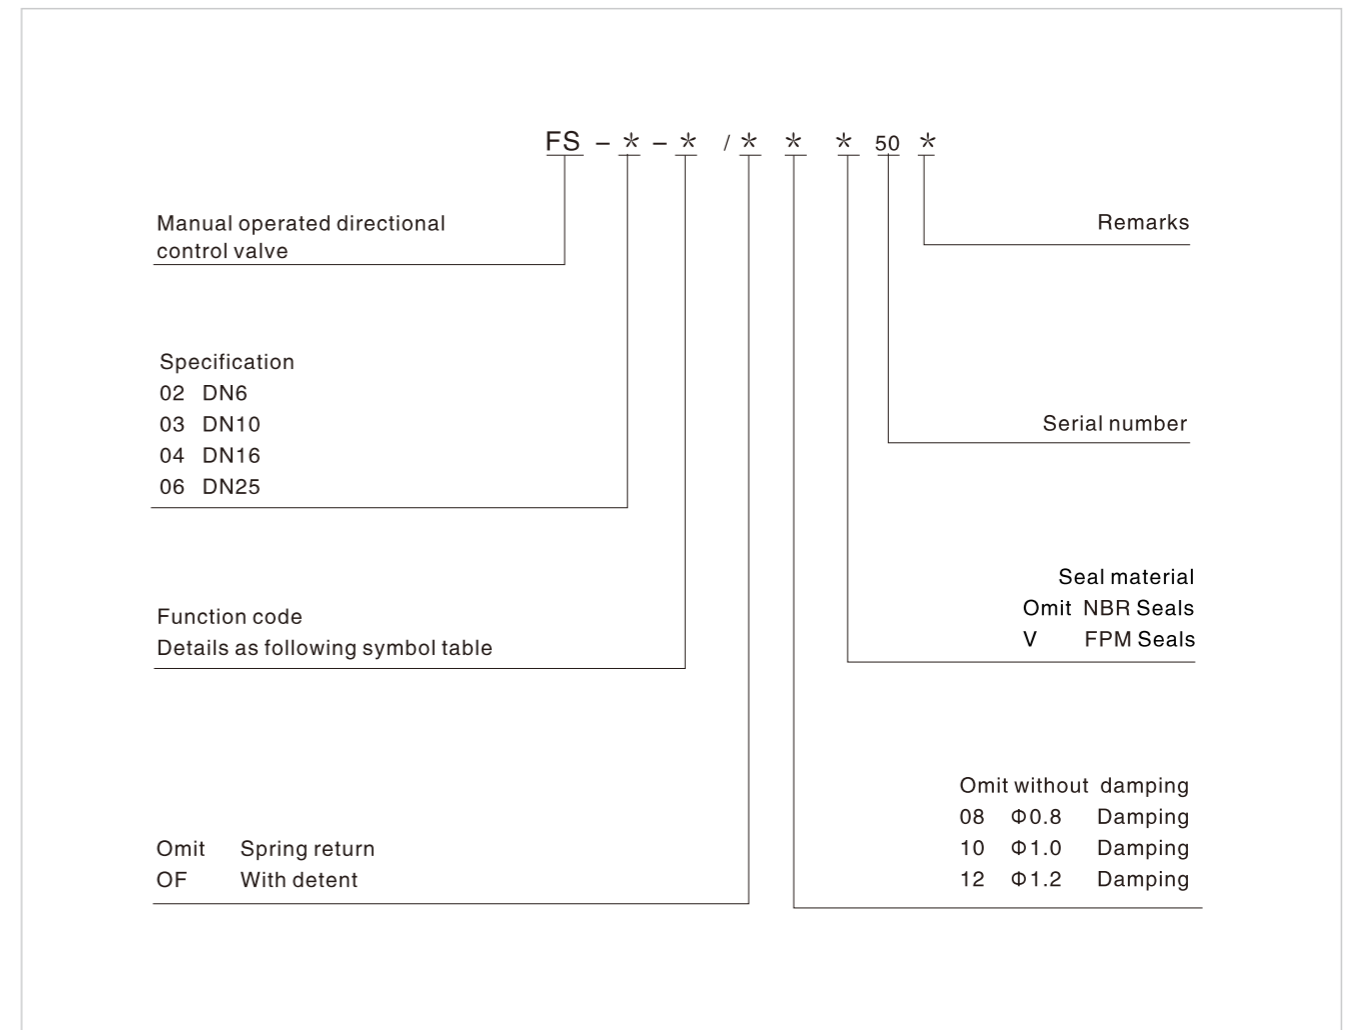 FS – * – * / * * * 50 *
Manual operated directional
control valve
Remarks
Specification
02 DN6
03 DN10
04 DN16
06 DN25
Serial number
Seal material
Omit NBR Seals
V FPM Seals
Function code
Details as following symbol table
Omit without damping
08 Φ0.8 Damping
10 Φ1.0 Damping
12 Φ1.2 Damping
Omit Spring return
OF With detent